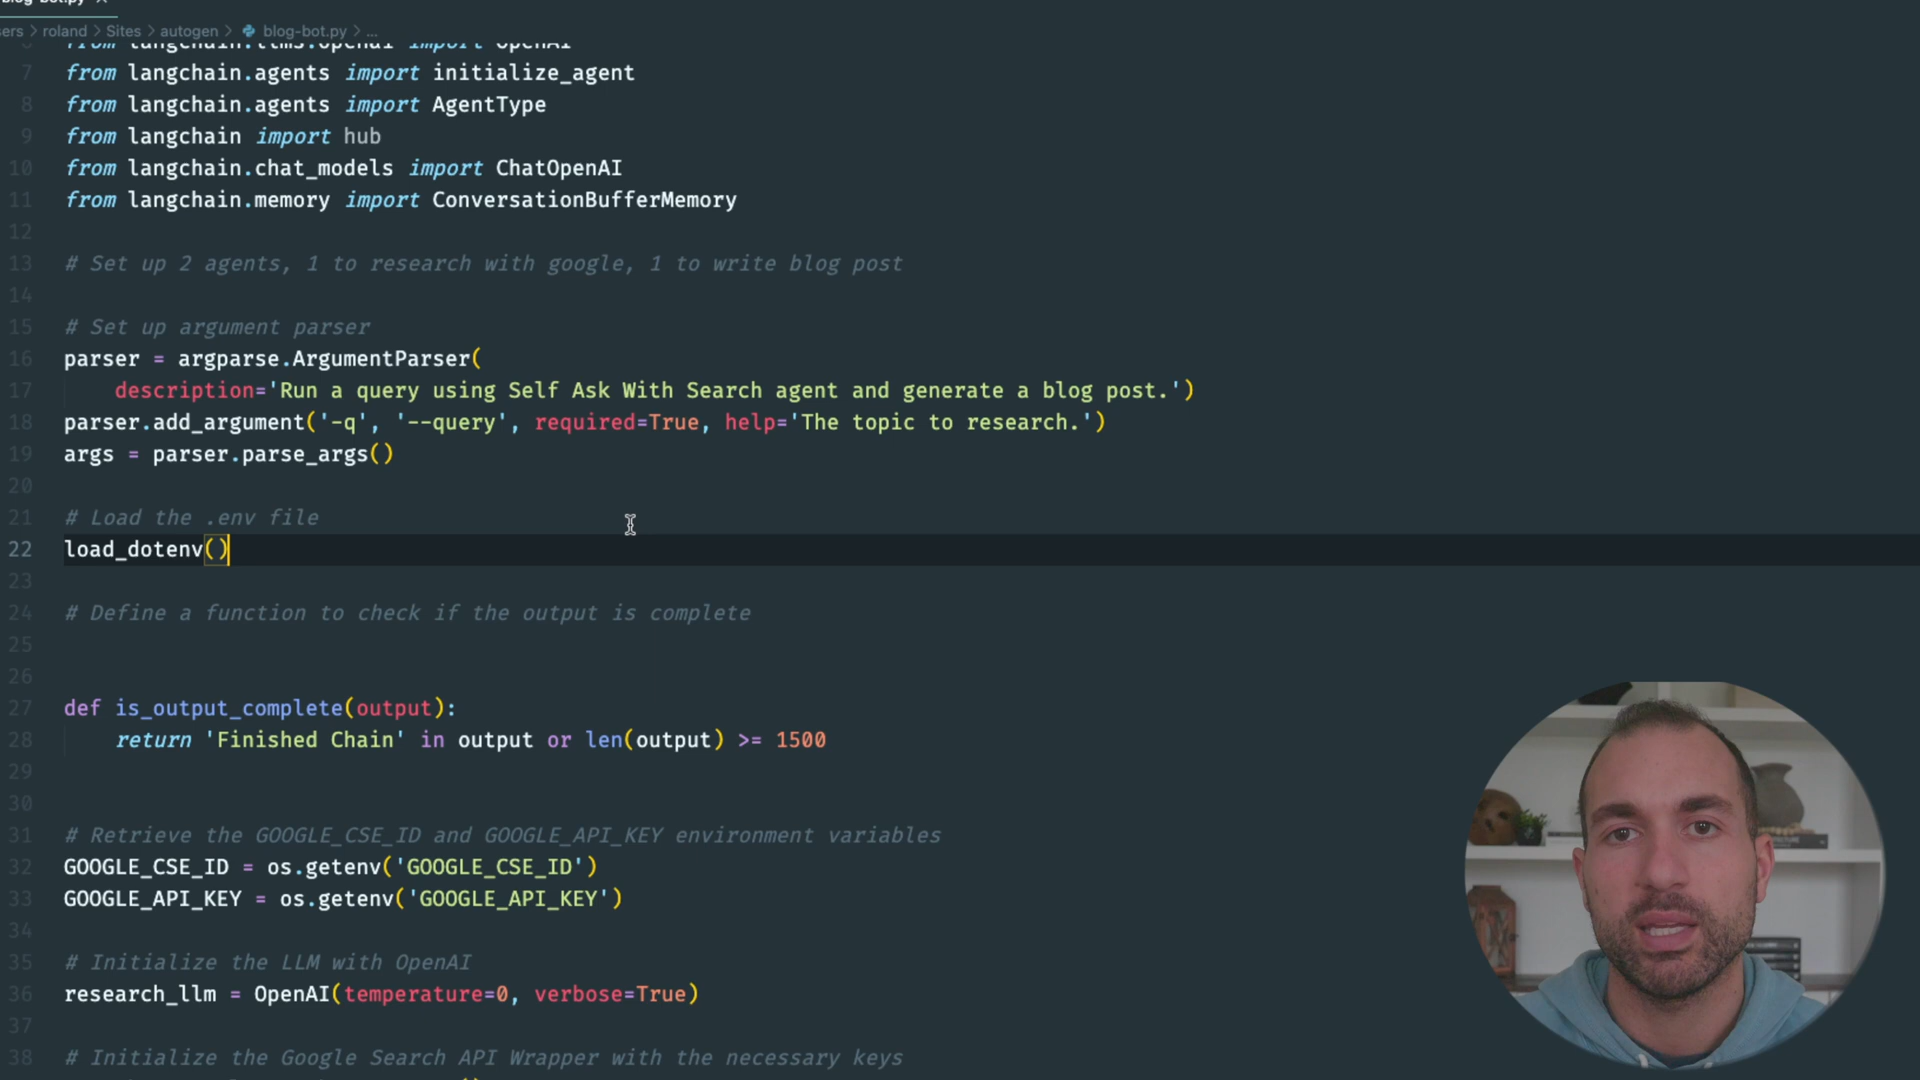 blog-bot.py ×
ers > roland > Sites > autogen > blog-bot.py > ...
from langchain.llms.openai import OpenAI
7 from langchain.agents import initialize_agent
8 from langchain.agents import AgentType
9 from langchain import hub
10 from langchain.chat_models import ChatOpenAI
11 from langchain.memory import ConversationBufferMemory
12
13 # Set up 2 agents, 1 to research with google, 1 to write blog post
14
15 # Set up argument parser
16 parser = argparse.ArgumentParser(
17 description='Run a query using Self Ask With Search agent and generate a blog post.')
18 parser.add_argument('-q', '--query', required=True, help='The topic to research.')
19 args = parser.parse_args()
20
21 # Load the .env file
22 load_dotenv()
23
24 # Define a function to check if the output is complete
25
26
27 def is_output_complete(output):
28 return 'Finished Chain' in output or len(output) >= 1500
29
30
31 # Retrieve the GOOGLE_CSE_ID and GOOGLE_API_KEY environment variables
32 GOOGLE_CSE_ID = os.getenv('GOOGLE_CSE_ID')
33 GOOGLE_API_KEY = os.getenv('GOOGLE_API_KEY')
34
35 # Initialize the LLM with OpenAI
36 research_llm = OpenAI(temperature=0, verbose=True)
37
38 # Initialize the Google Search API Wrapper with the necessary keys